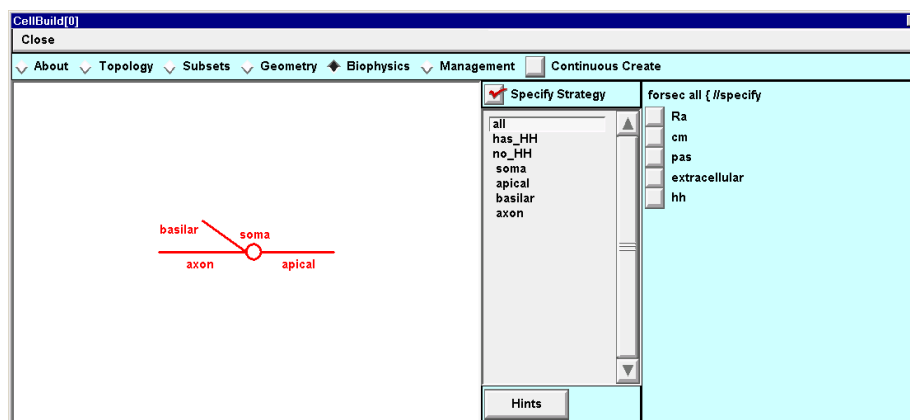 CellBuild[0]
Close
About Topology Subsets Geometry Biophysics Management Continuous Create
Specify Strategy
all
has_HH
no_HH
soma
apical
basilar
axon
Hints
forsec all { //specify
Ra
cm
pas
extracellular
hh
basilar
soma
axon
apical